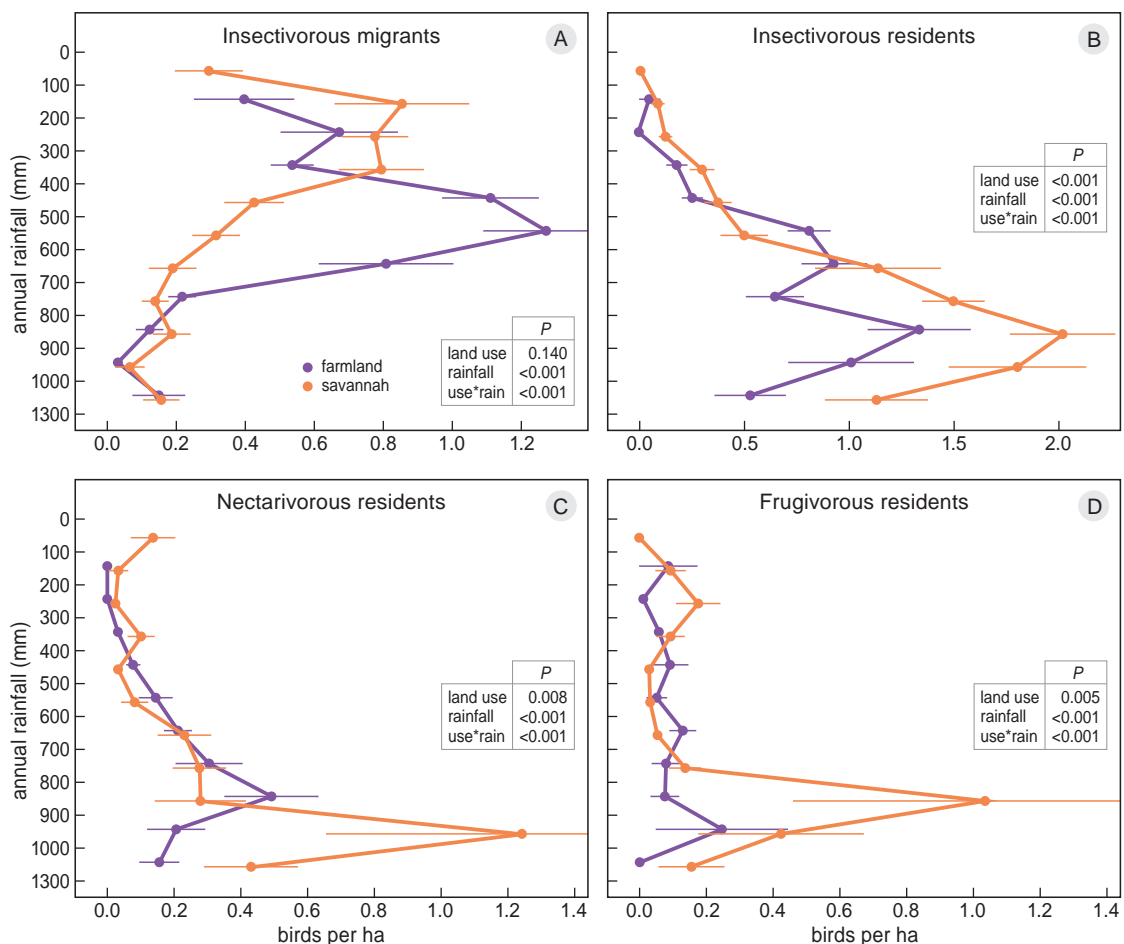 Insectivorous migrants
A
annual rainfall (mm)
0
100
200
300
400
500
600
700
800
900
1000
1300
farmland
savannah
P
land use 0.140
rainfall <0.001
use*rain <0.001
0.0 0.2 0.4 0.6 0.8 1.0 1.2
Insectivorous residents
B
P
land use <0.001
rainfall <0.001
use*rain <0.001
0.0 0.5 1.0 1.5 2.0
Nectarivorous residents
C
annual rainfall (mm)
0
100
200
300
400
500
600
700
800
900
1000
1300
P
land use 0.008
rainfall <0.001
use*rain <0.001
0.0 0.2 0.4 0.6 0.8 1.0 1.2 1.4
birds per ha
Frugivorous residents
D
P
land use 0.005
rainfall <0.001
use*rain <0.001
0.0 0.2 0.4 0.6 0.8 1.0 1.2 1.4
birds per ha